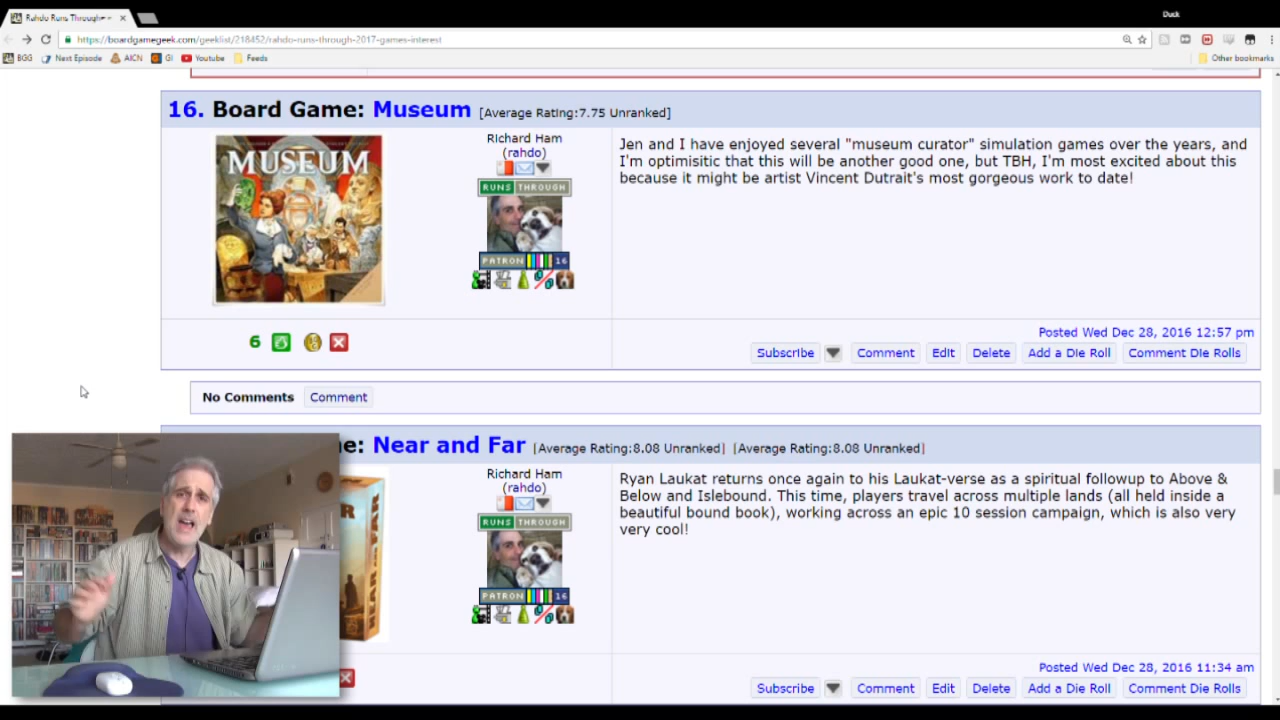 Rahdo Runs Through
Duck
https://boardgamegeek.com/geeklist/218452/rahdo-runs-through-2017-games-interest
BGG Next Episode AICN GI Youtube Feeds Other bookmarks
16. Board Game: Museum [Average Rating:7.75 Unranked]
MUSEUM
Richard Ham
(rahdo)
RUNS THROUGH
PATRON 16
Jen and I have enjoyed several "museum curator" simulation games over the years, and
I'm optimisitic that this will be another good one, but TBH, I'm most excited about this
because it might be artist Vincent Dutrait's most gorgeous work to date!
6
Posted Wed Dec 28, 2016 12:57 pm
Subscribe Comment Edit Delete Add a Die Roll Comment Die Rolls
No Comments Comment
me: Near and Far [Average Rating:8.08 Unranked] [Average Rating:8.08 Unranked]
Richard Ham
(rahdo)
RUNS THROUGH
PATRON 16
Ryan Laukat returns once again to his Laukat-verse as a spiritual followup to Above &
Below and Islebound. This time, players travel across multiple lands (all held inside a
beautiful bound book), working across an epic 10 session campaign, which is also very
very cool!
Posted Wed Dec 28, 2016 11:34 am
Subscribe Comment Edit Delete Add a Die Roll Comment Die Rolls